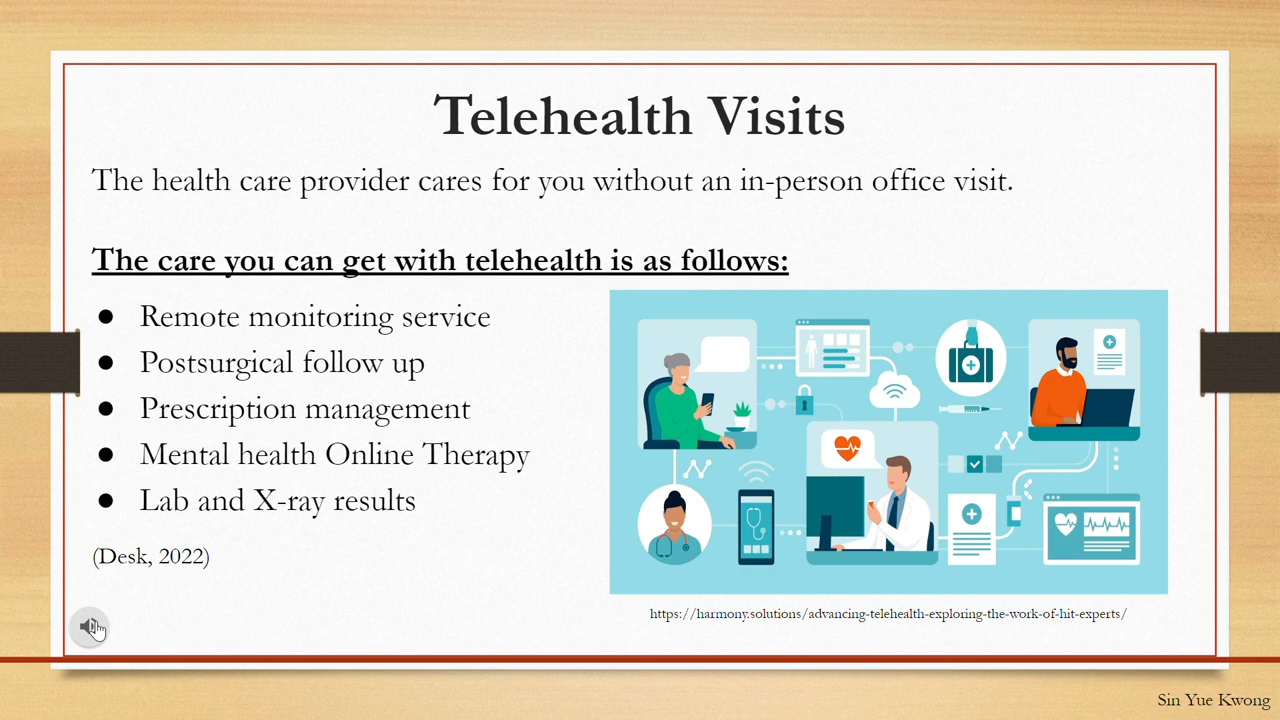 Telehealth Visits
The health care provider cares for you without an in-person office visit.
The care you can get with telehealth is as follows:
● Remote monitoring service
● Postsurgical follow up
● Prescription management
● Mental health Online Therapy
● Lab and X-ray results
(Desk, 2022)
https://harmony.solutions/advancing-telehealth-exploring-the-work-of-hit-experts/
Sin Yue Kwong